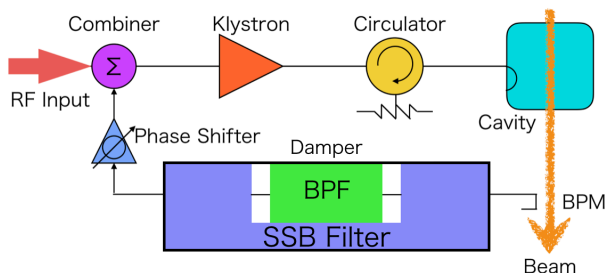 Combiner
Klystron
Circulator
Σ
RF Input
Cavity
Phase Shifter
Damper
BPF
BPM
SSB Filter
Beam